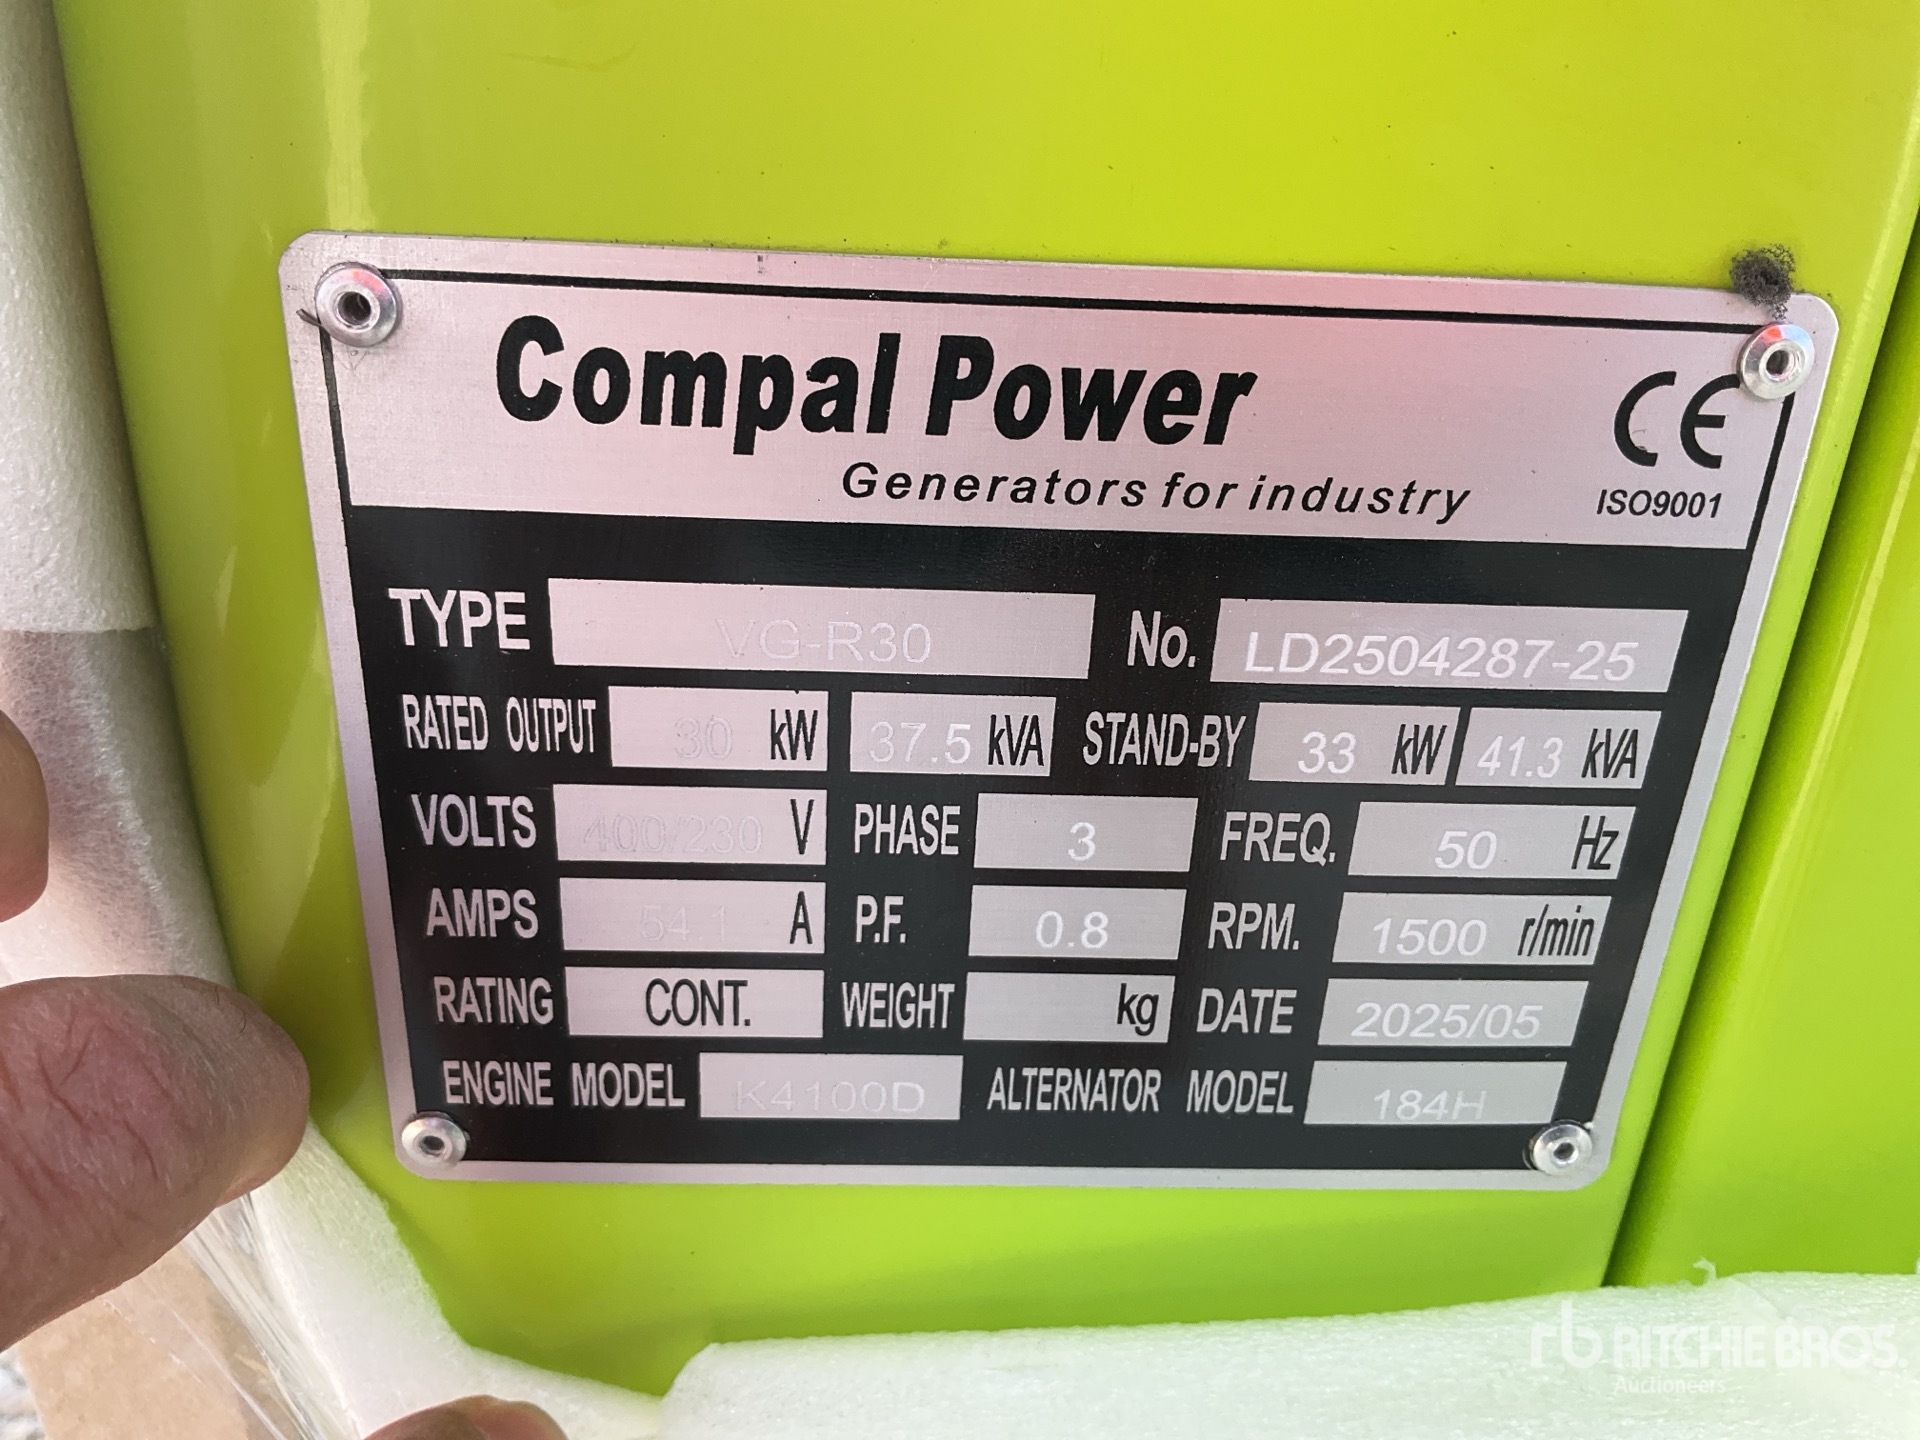 Compal Power
Generators for industry
CE
ISO9001
TYPE VG-R30 No. LD2504287-25
RATED OUTPUT 30 kW 37.5 kVA STAND-BY 33 kW 41.3 kVA
VOLTS 400/230 V PHASE 3 FREQ. 50 Hz
AMPS 54.1 A P.F. 0.8 RPM. 1500 r/min
RATING CONT. WEIGHT kg DATE 2025/05
ENGINE MODEL K4100D ALTERNATOR MODEL 184H
rb RITCHIE BROS.
Auctioneers